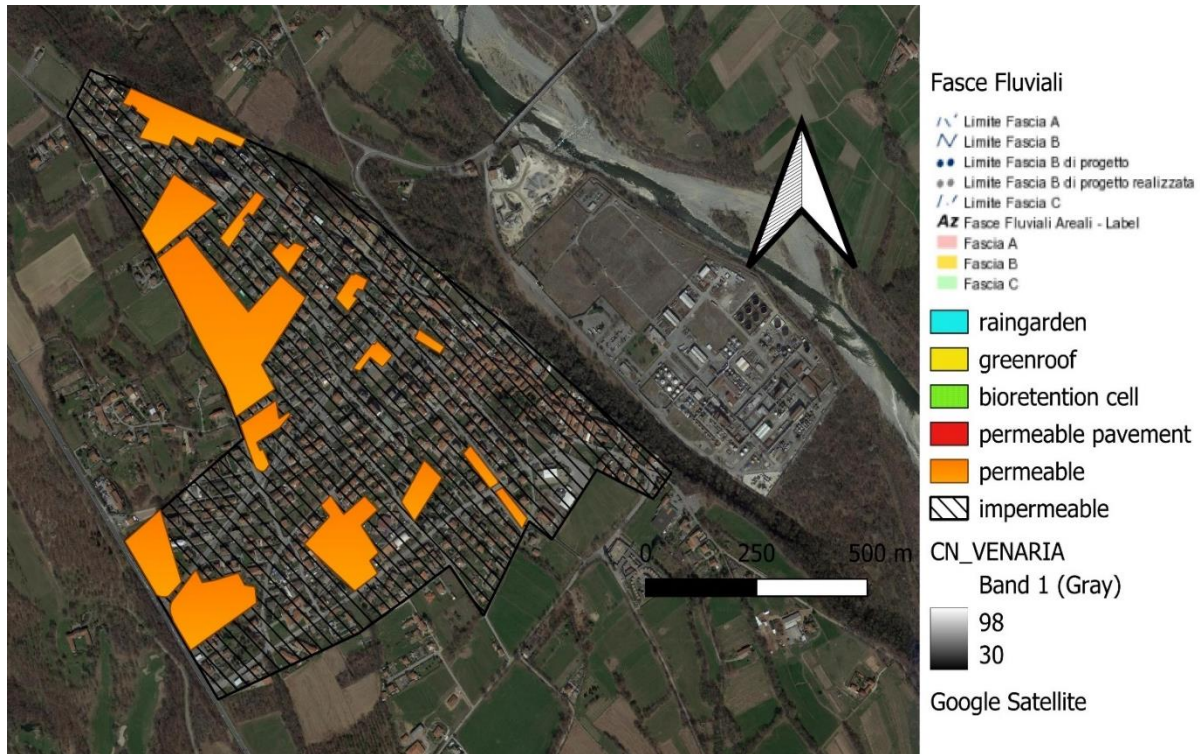 Fasce Fluviali
Limite Fascia A
Limite Fascia B
Limite Fascia B di progetto
Limite Fascia B di progetto realizzata
Limite Fascia C
Az Fasce Fluviali Areali - Label
Fascia A
Fascia B
Fascia C
raingarden
greenroof
bioretention cell
permeable pavement
permeable
impermeable
CN_VENARIA
Band 1 (Gray)
98
30
Google Satellite
0 250 500 m